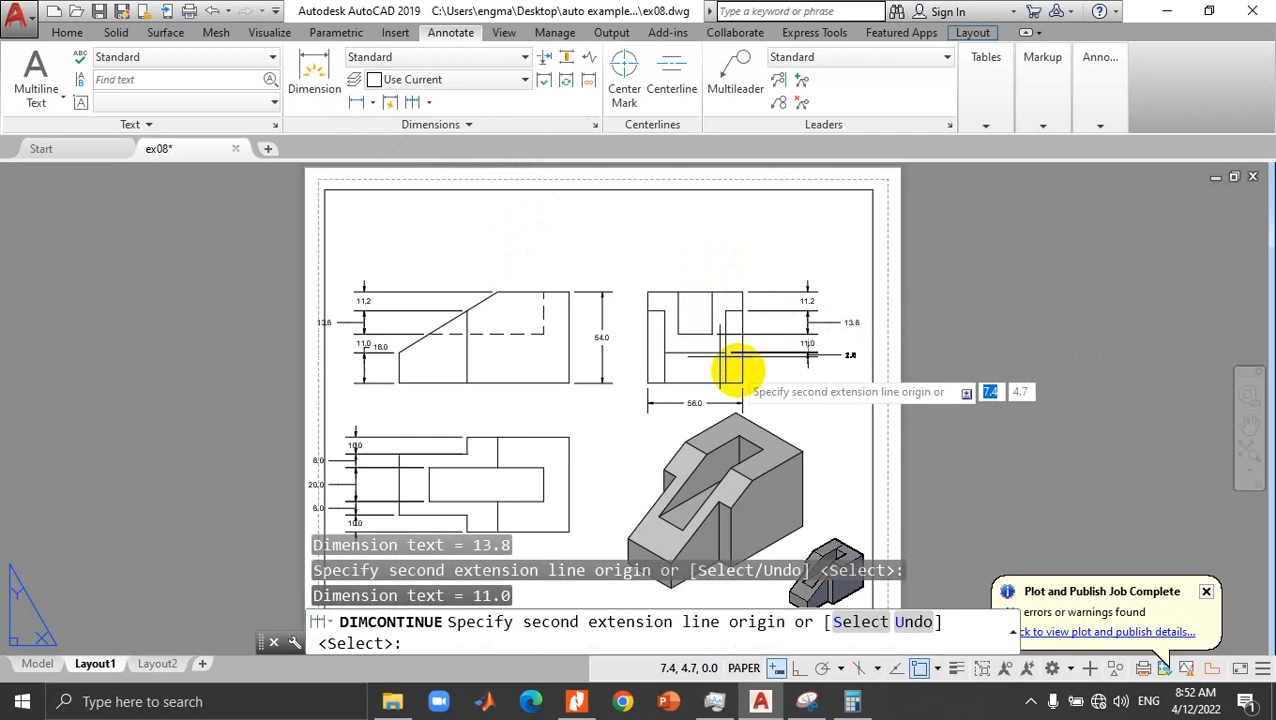 Autodesk AutoCAD 2019 C:\Users\engma\Desktop\auto example...\ex08.dwg Type a keyword or phrase Sign In
Home Solid Surface Mesh Visualize Parametric Insert Annotate View Manage Output Add-ins Collaborate Express Tools Featured Apps Layout
Multiline
Text
Standard
Find text
Dimension
Standard
Use Current
Center
Mark
Centerline
Multileader
Standard
Tables
Markup
Anno...
Text Dimensions Centerlines Leaders
Start ex08*
11.2
13.8
11.0
18.0
54.0
11.2
13.8
11.0
56.0
10.0
8.0
20.0
8.0
10.0
Specify second extension line origin or 7.4 4.7
Dimension text = 13.8
Specify second extension line origin or [Select/Undo] <Select>:
Dimension text = 11.0
DIMCONTINUE Specify second extension line origin or [Select Undo]
<Select>:
Plot and Publish Job Complete
errors or warnings found
ck to view plot and publish details...
Model Layout1 Layout2
7.4, 4.7, 0.0 PAPER
Type here to search
ENG
8:52 AM
4/12/2022
Y
X